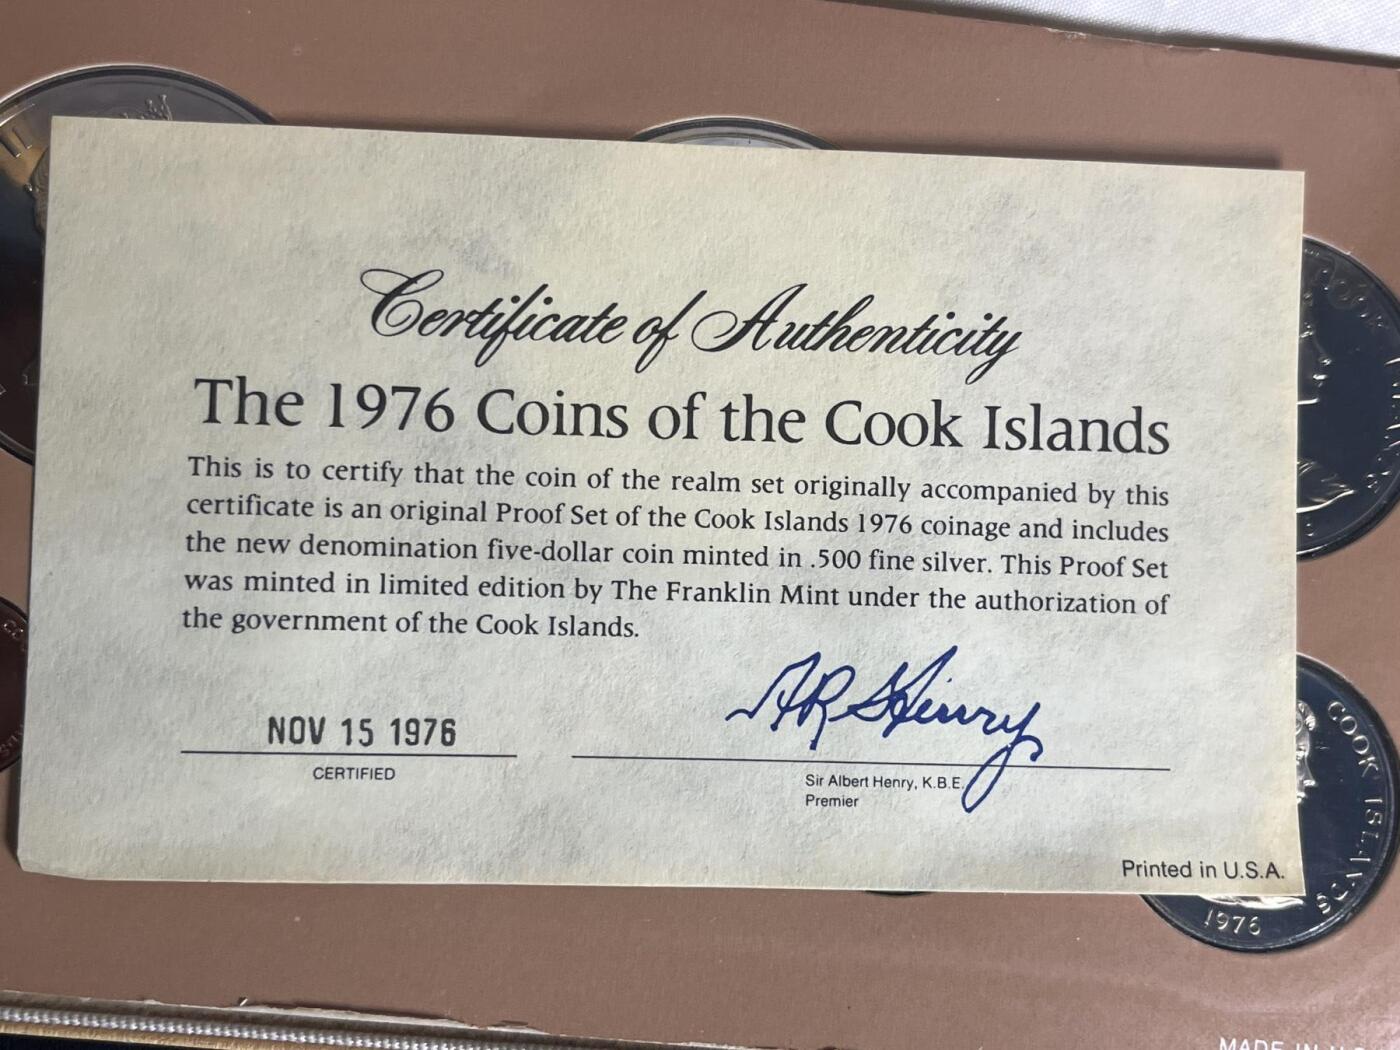 Certificate of Authenticity
The 1976 Coins of the Cook Islands
This is to certify that the coin of the realm set originally accompanied by this
certificate is an original Proof Set of the Cook Islands 1976 coinage and includes
the new denomination five-dollar coin minted in .500 fine silver. This Proof Set
was minted in limited edition by The Franklin Mint under the authorization of
the government of the Cook Islands.
NOV 15 1976
CERTIFIED
A R Henry
Sir Albert Henry, K.B.E.
Premier
Printed in U.S.A.
COOK ISLANDS
1976
MADE IN